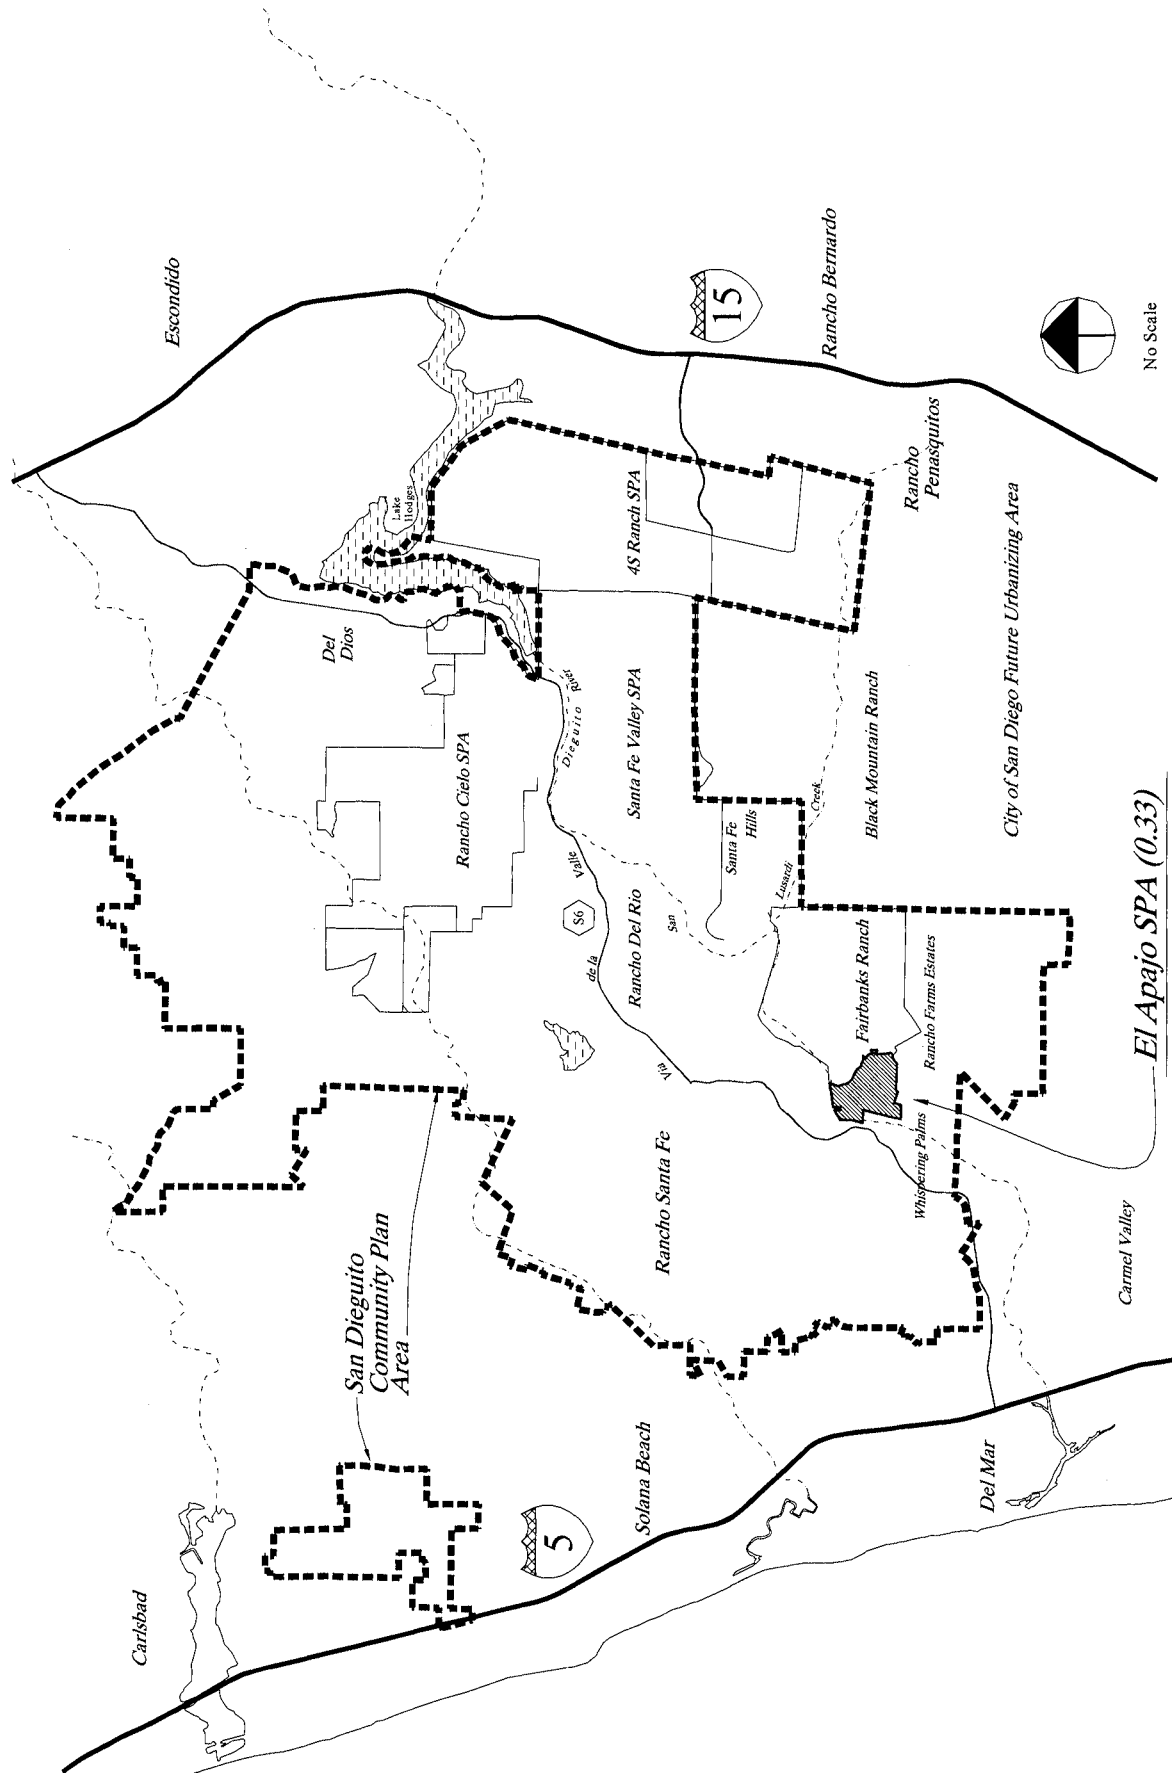 Carlsbad
Escondido
San Dieguito
Community Plan
Area
5
Solana Beach
Del Mar
Lake
Hodges
Del
Dios
Rancho Cielo SPA
S6
Via
de la
Valle
San
Dieguito
River
Rancho Santa Fe
Rancho Del Rio
Santa Fe Valley SPA
4S Ranch SPA
15
Rancho Bernardo
Santa Fe
Hills
Lusardi
Creek
Fairbanks Ranch
Black Mountain Ranch
Rancho
Penasquitos
Whispering Palms
Rancho Farms Estates
City of San Diego Future Urbanizing Area
Carmel Valley
El Apajo SPA (0.33)
No Scale